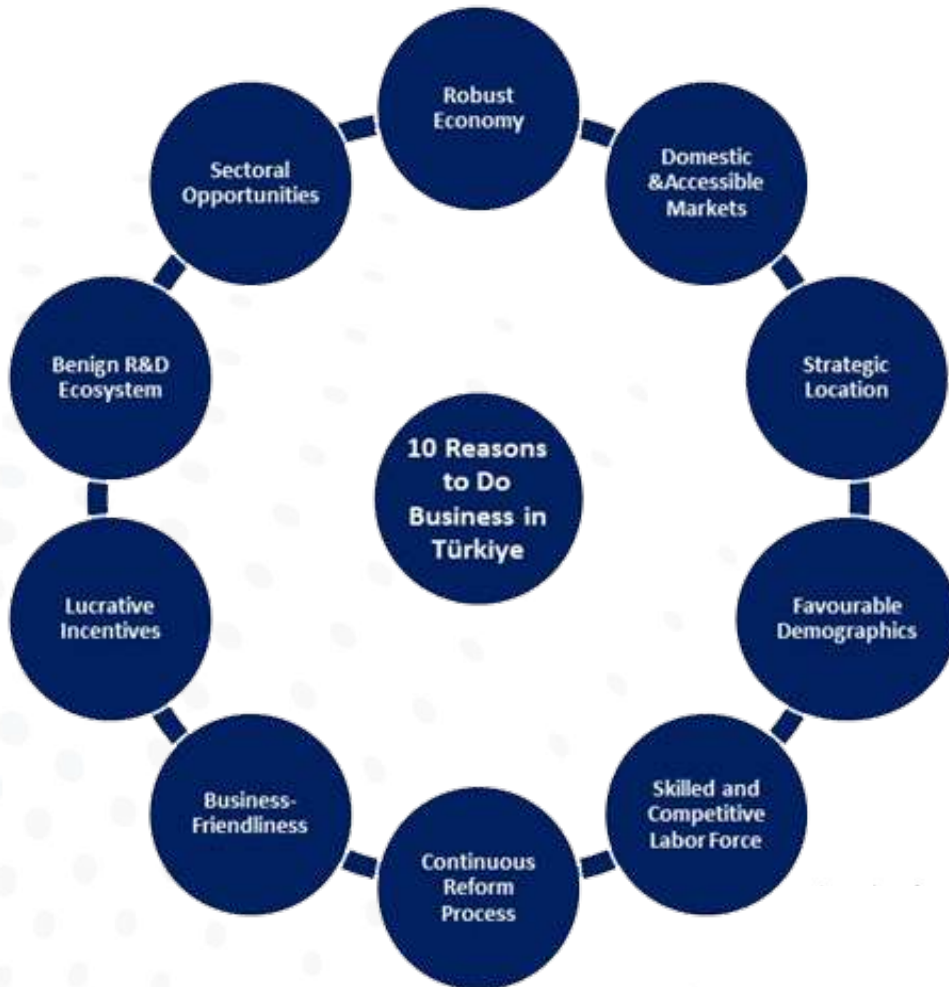 Robust
Economy
Domestic
&Accessible
Markets
Strategic
Location
Favourable
Demographics
Skilled and
Competitive
Labor Force
Continuous
Reform
Process
Business-
Friendliness
Lucrative
Incentives
Benign R&D
Ecosystem
Sectoral
Opportunities
10 Reasons
to Do
Business in
Türkiye